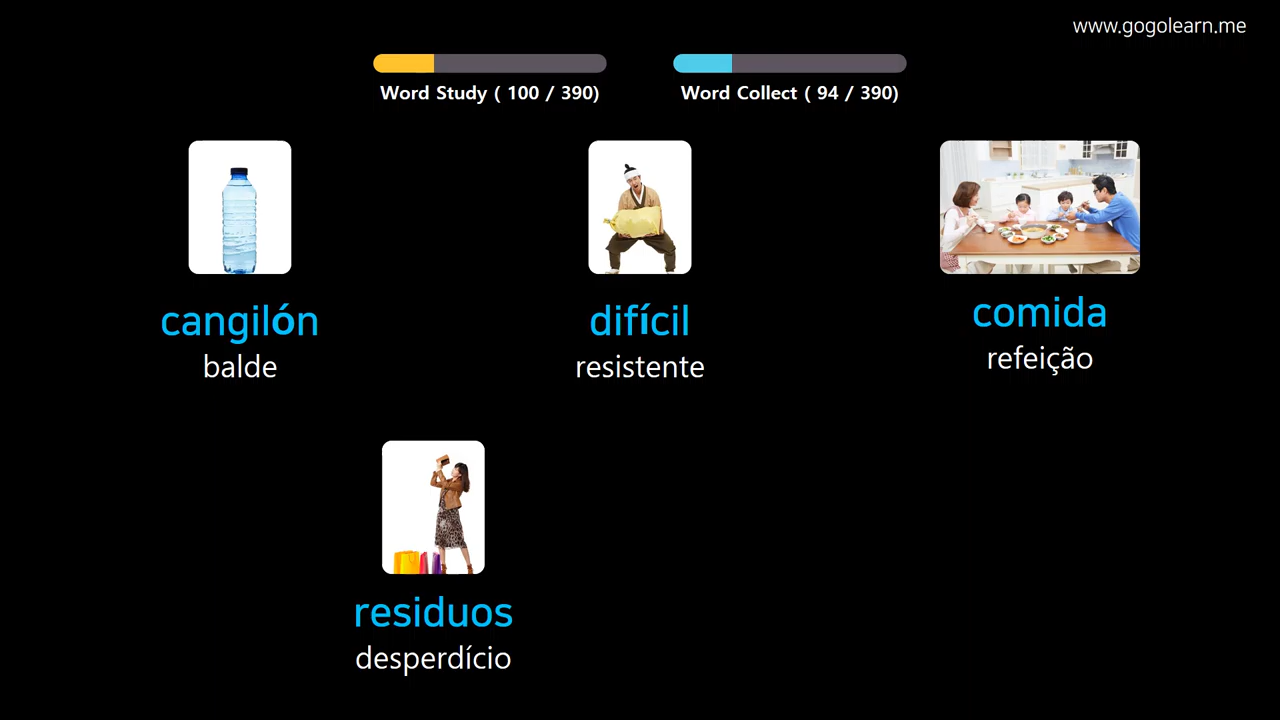 www.gogolearn.me
Word Study ( 100 / 390)
Word Collect ( 94 / 390)
cangilón
balde
difícil
resistente
comida
refeição
residuos
desperdício